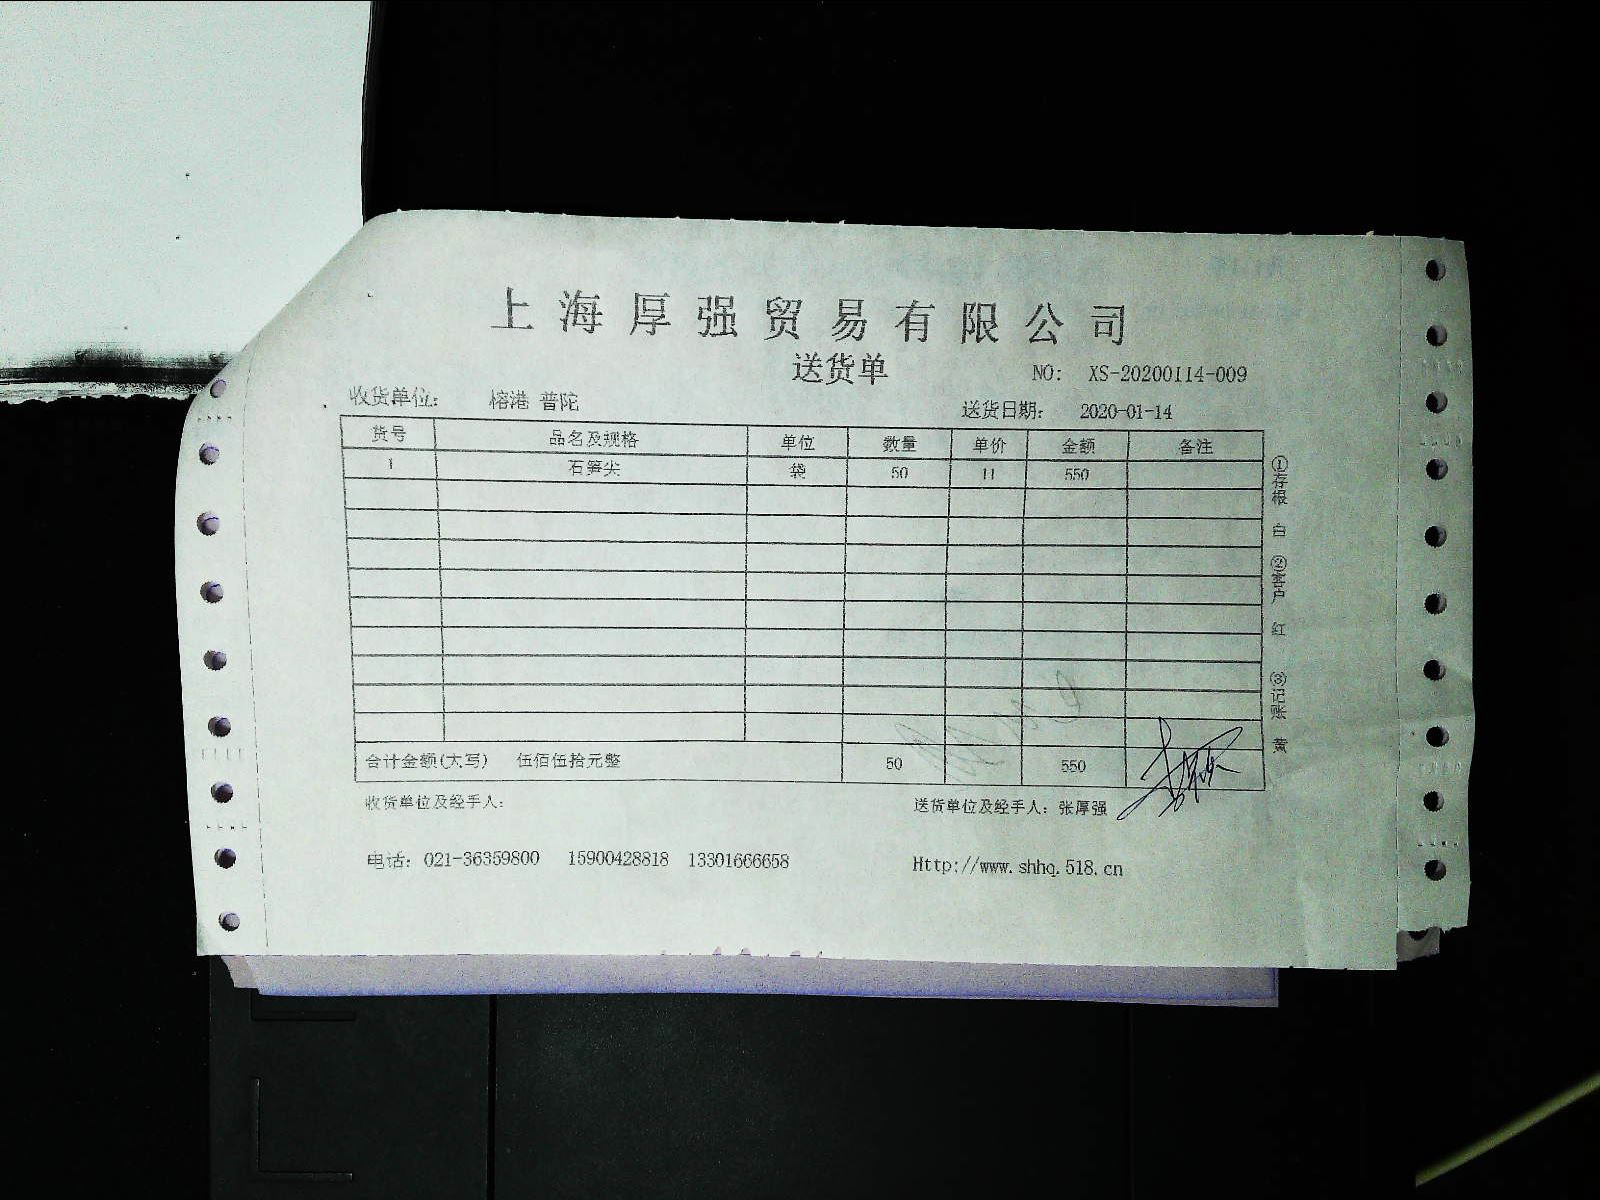 上海厚强贸易有限公司
送货单
NO: XS-20200114-009
收货单位: 榕港 普陀
送货日期: 2020-01-14
货号 品名及规格 单位 数量 单价 金额 备注
1 石笋尖 袋 50 11 550
合计金额(大写) 伍佰伍拾元整 50 550
收货单位及经手人:
送货单位及经手人: 张厚强
电话: 021-36359800 15900428818 13301666658
Http://www.shhq.518.cn
①存根 白 ②客户 红 ③记账 黄